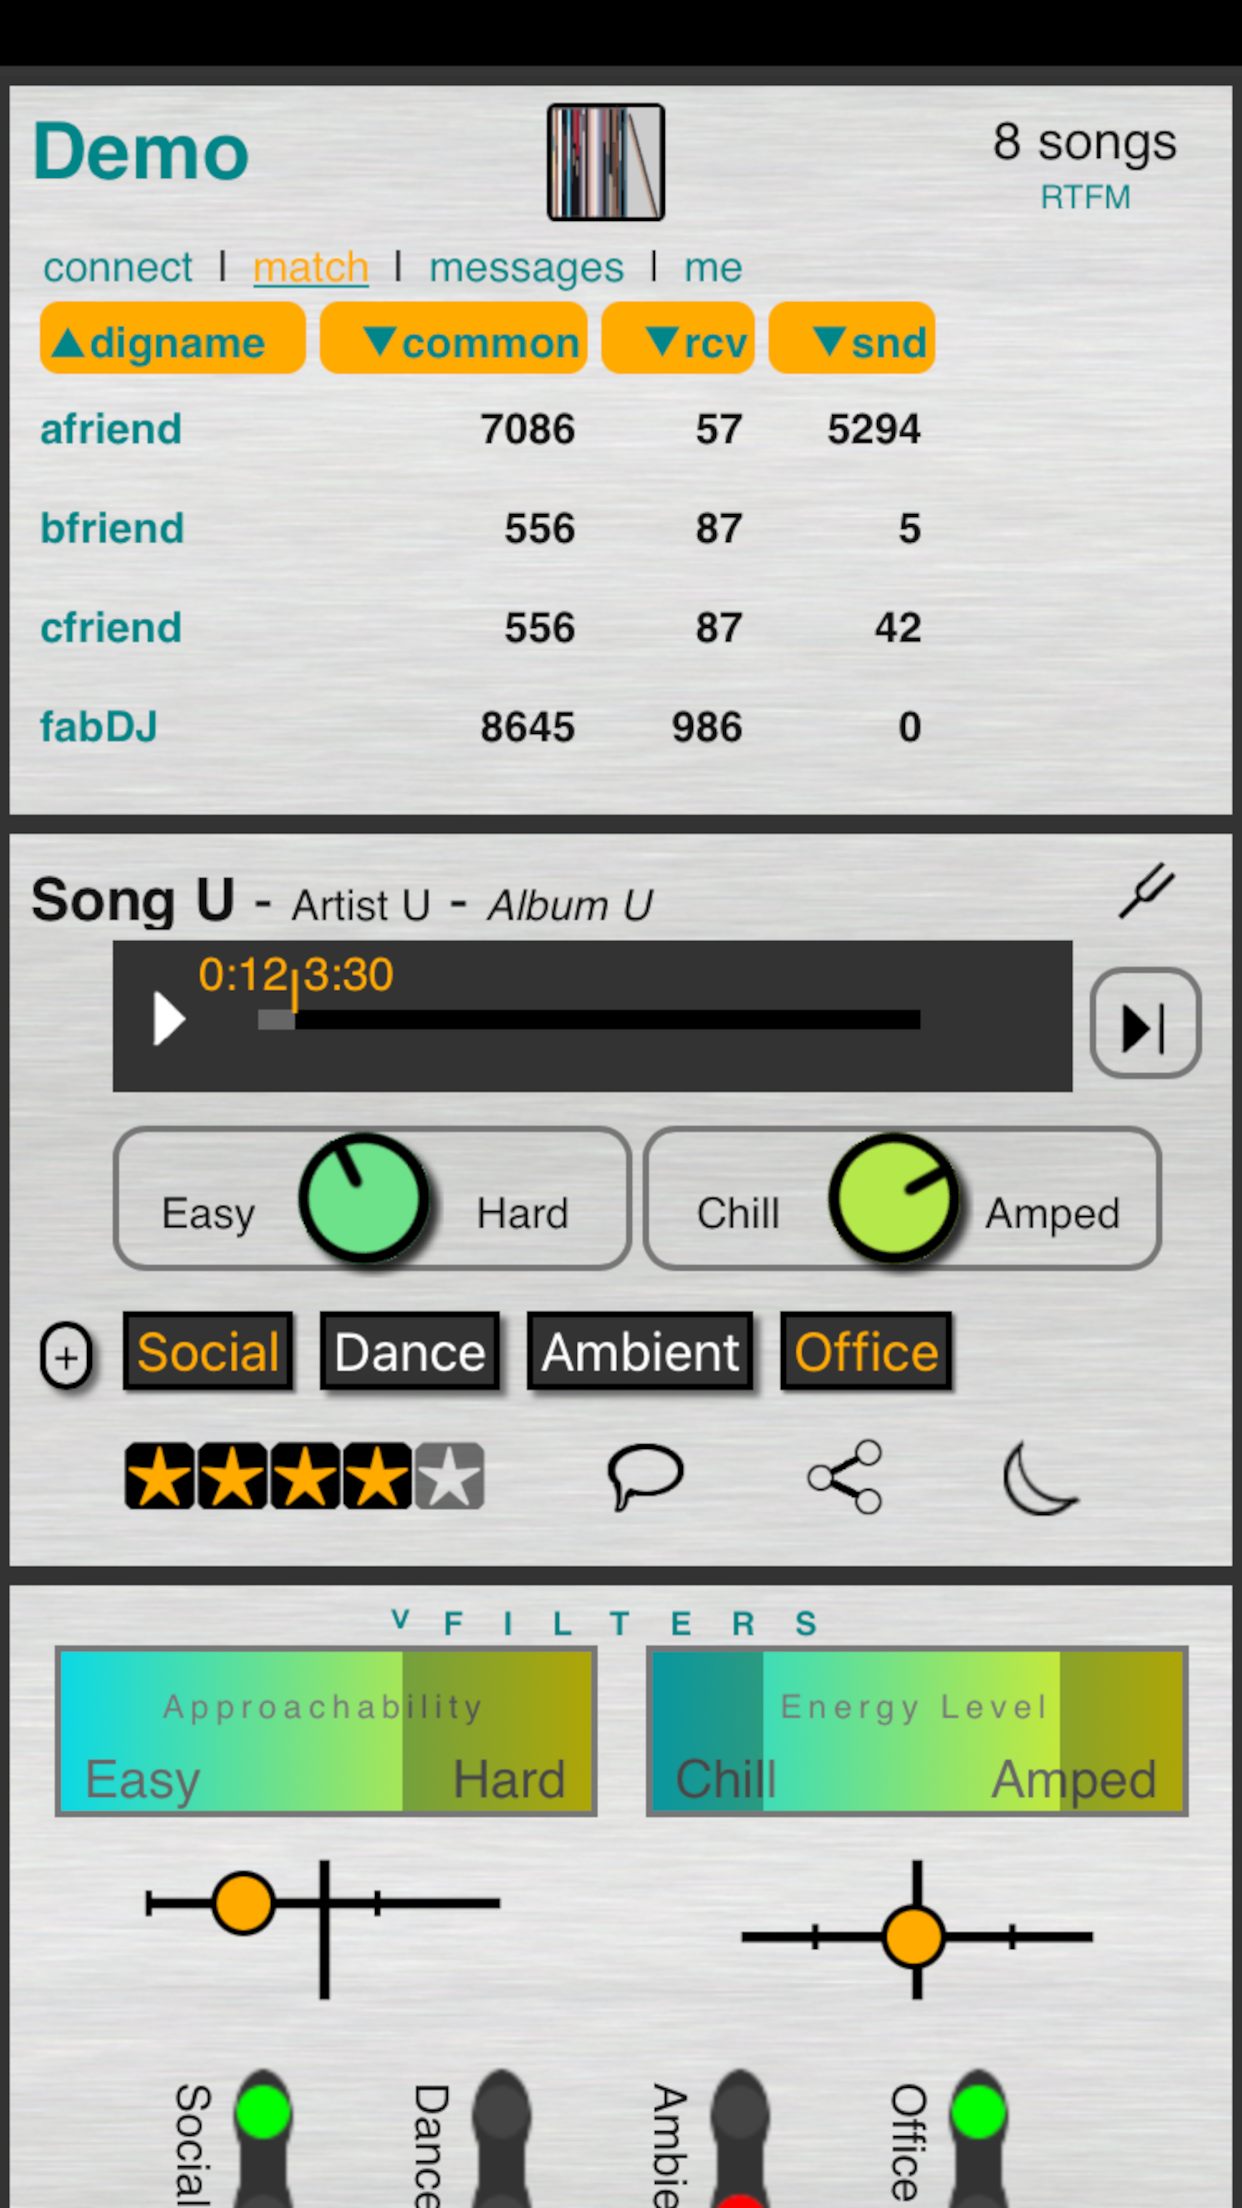 Demo
8 songs
RTFM
connect | match | messages | me
▲digname ▼common ▼rcv ▼snd
afriend 7086 57 5294
bfriend 556 87 5
cfriend 556 87 42
fabDJ 8645 986 0
Song U - Artist U - Album U
0:12 3:30
Easy Hard Chill Amped
+ Social Dance Ambient Office
v FILTERS
Approachability Energy Level
Easy Hard Chill Amped
Social Dance Ambie Office